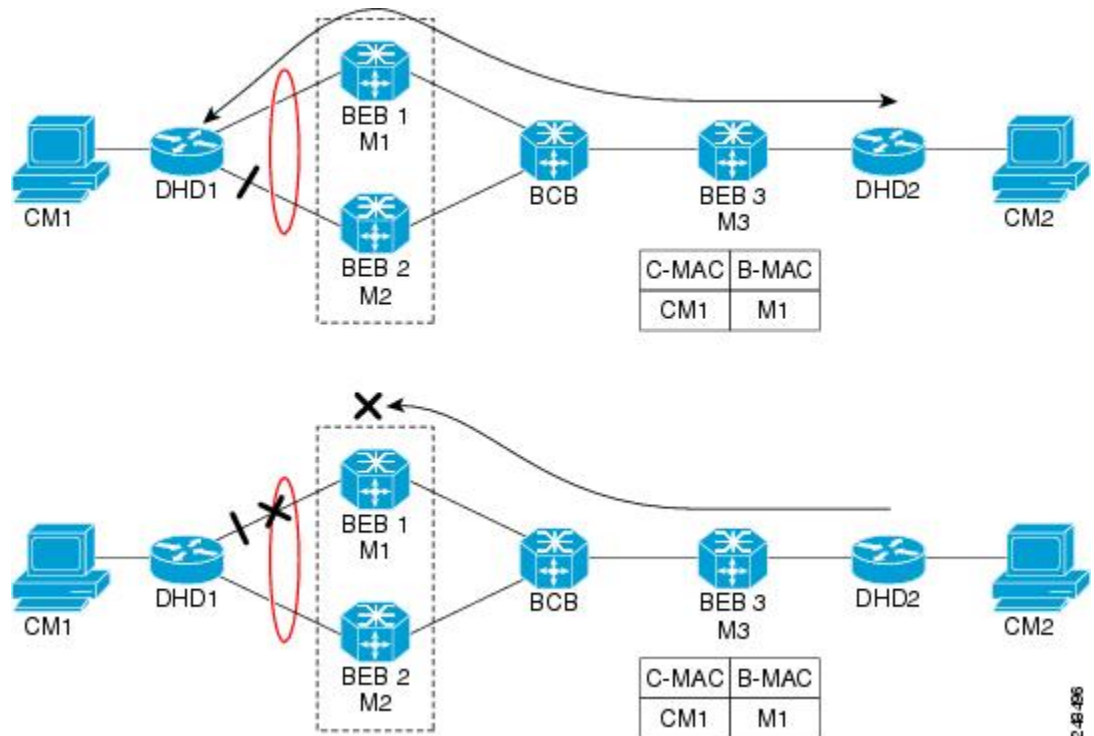 BEB 1
M1
CM1
DHD1
BEB 2
M2
BCB
BEB 3
M3
DHD2
CM2
C-MAC B-MAC
CM1 M1
BEB 1
M1
CM1
DHD1
BEB 2
M2
BCB
BEB 3
M3
DHD2
CM2
C-MAC B-MAC
CM1 M1
249496